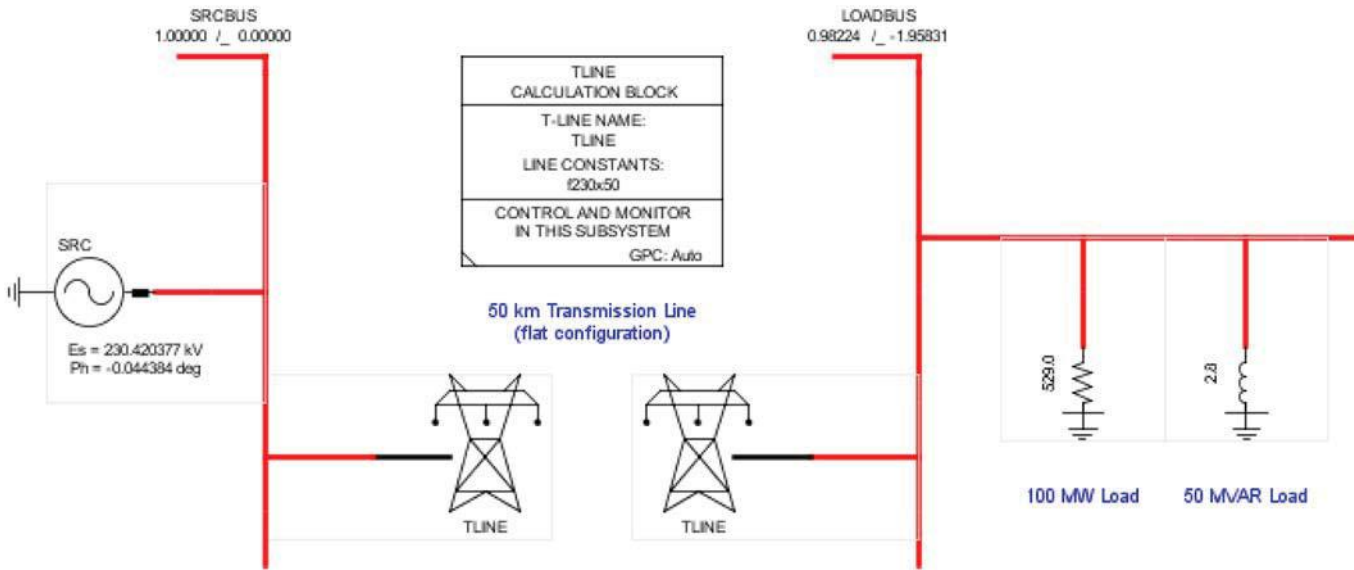 SRCBUS
1.00000 /_ 0.00000
LOADBUS
0.98224 /_ -1.95831
TLINE
CALCULATION BLOCK
T-LINE NAME:
TLINE
LINE CONSTANTS:
f230x50
CONTROL AND MONITOR
IN THIS SUBSYSTEM
GPC: Auto
SRC
Es = 230.420377 kV
Ph = -0.044384 deg
50 km Transmission Line
(flat configuration)
TLINE
TLINE
529.0
2.8
100 MW Load
50 MVAR Load